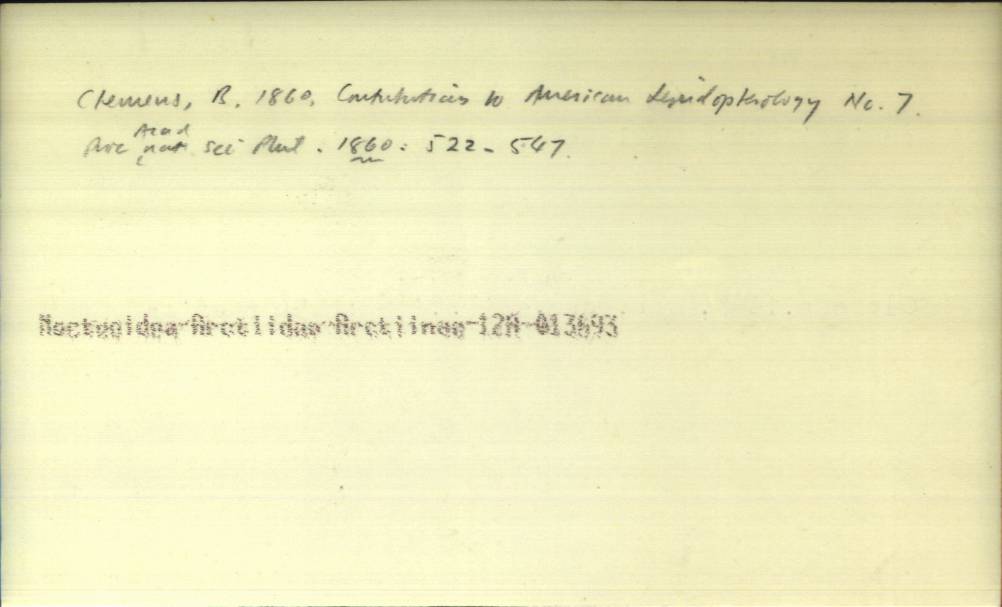 Clemens, B. 1860. Contributions to American Lepidopterology No. 7.
Proc Acad nat sci Phil. 1860: 522-547.
Noctuoidea-Arctiidae-Arctiinae-12A-013693